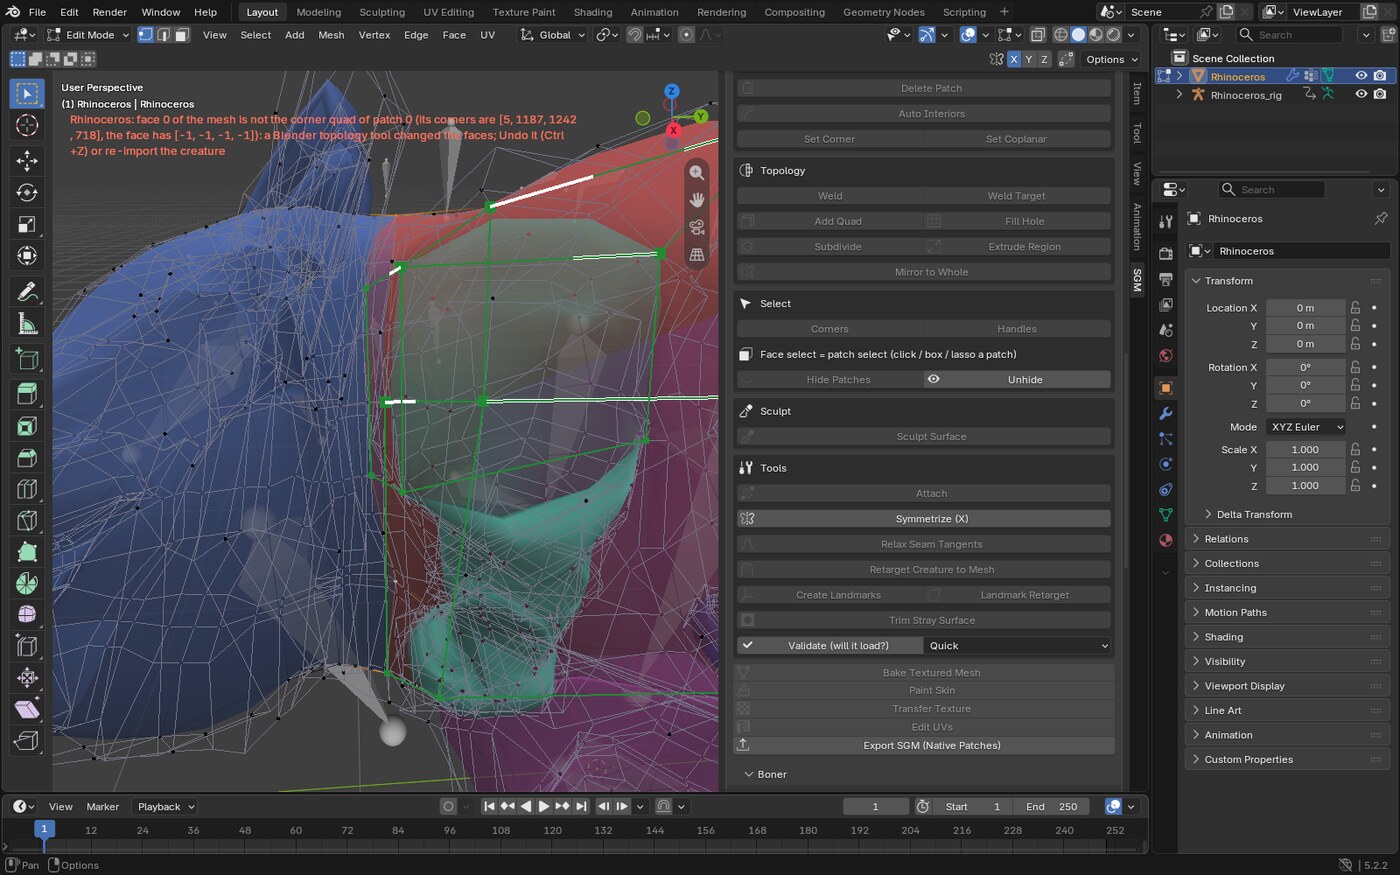 File Edit Render Window Help Layout Modeling Sculpting UV Editing Texture Paint Shading Animation Rendering Compositing Geometry Nodes Scripting + Scene ViewLayer
Edit Mode View Select Add Mesh Vertex Edge Face UV Global Search
X Y Z Options
Scene Collection
Rhinoceros
Rhinoceros_rig
User Perspective
(1) Rhinoceros | Rhinoceros
Rhinoceros: face 0 of the mesh is not the corner quad of patch 0 (its corners are [5, 1187, 1242
, 718], the face has [-1, -1, -1, -1]): a Blender topology tool changed the faces; Undo it (Ctrl
+Z) or re-import the creature
Z
Y
X
Delete Patch
Auto Interiors
Set Corner Set Coplanar
Topology
Weld Weld Target
Add Quad Fill Hole
Subdivide Extrude Region
Mirror to Whole
Select
Corners Handles
Face select = patch select (click / box / lasso a patch)
Hide Patches Unhide
Sculpt
Sculpt Surface
Tools
Attach
Symmetrize (X)
Relax Seam Tangents
Retarget Creature to Mesh
Create Landmarks Landmark Retarget
Trim Stray Surface
Validate (will it load?) Quick
Bake Textured Mesh
Paint Skin
Transfer Texture
Edit UVs
Export SGM (Native Patches)
Boner
Item
Tool
View
Animation
SGM
Search
Rhinoceros
Rhinoceros
Transform
Location X 0 m
Y 0 m
Z 0 m
Rotation X 0°
Y 0°
Z 0°
Mode XYZ Euler
Scale X 1.000
Y 1.000
Z 1.000
Delta Transform
Relations
Collections
Instancing
Motion Paths
Shading
Visibility
Viewport Display
Line Art
Animation
Custom Properties
View Marker Playback 1 Start 1 End 250
1 12 24 36 48 60 72 84 96 108 120 132 144 156 168 180 192 204 216 228 240 252
Pan Options 5.2.2